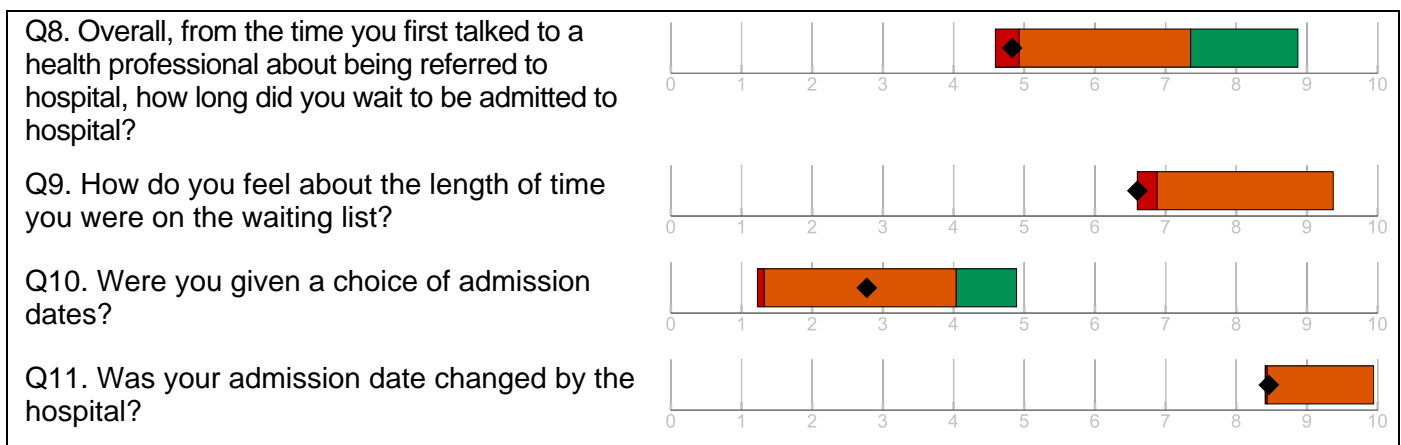 Q8. Overall, from the time you first talked to a
health professional about being referred to
hospital, how long did you wait to be admitted to
hospital?
0 1 2 3 4 5 6 7 8 9 10
Q9. How do you feel about the length of time
you were on the waiting list?
0 1 2 3 4 5 6 7 8 9 10
Q10. Were you given a choice of admission
dates?
0 1 2 3 4 5 6 7 8 9 10
Q11. Was your admission date changed by the
hospital?
0 1 2 3 4 5 6 7 8 9 10